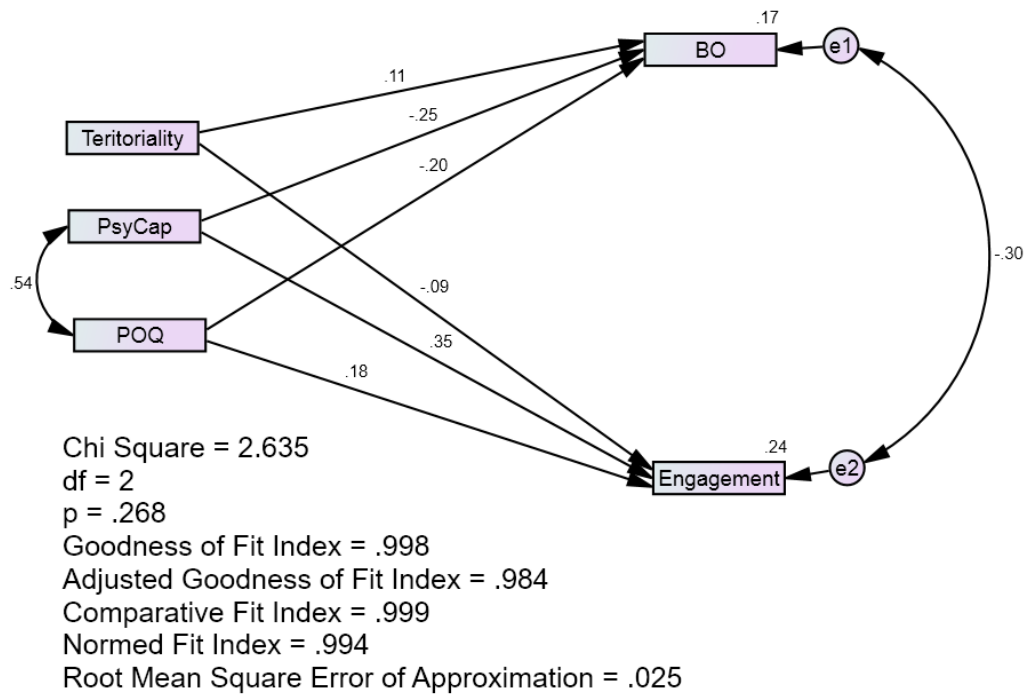 .17
BO
e1
.11
-.25
Teritoriality
-.20
PsyCap
.54
-.30
-.09
POQ
.35
.18
.24
Engagement
e2
Chi Square = 2.635
df = 2
p = .268
Goodness of Fit Index = .998
Adjusted Goodness of Fit Index = .984
Comparative Fit Index = .999
Normed Fit Index = .994
Root Mean Square Error of Approximation = .025